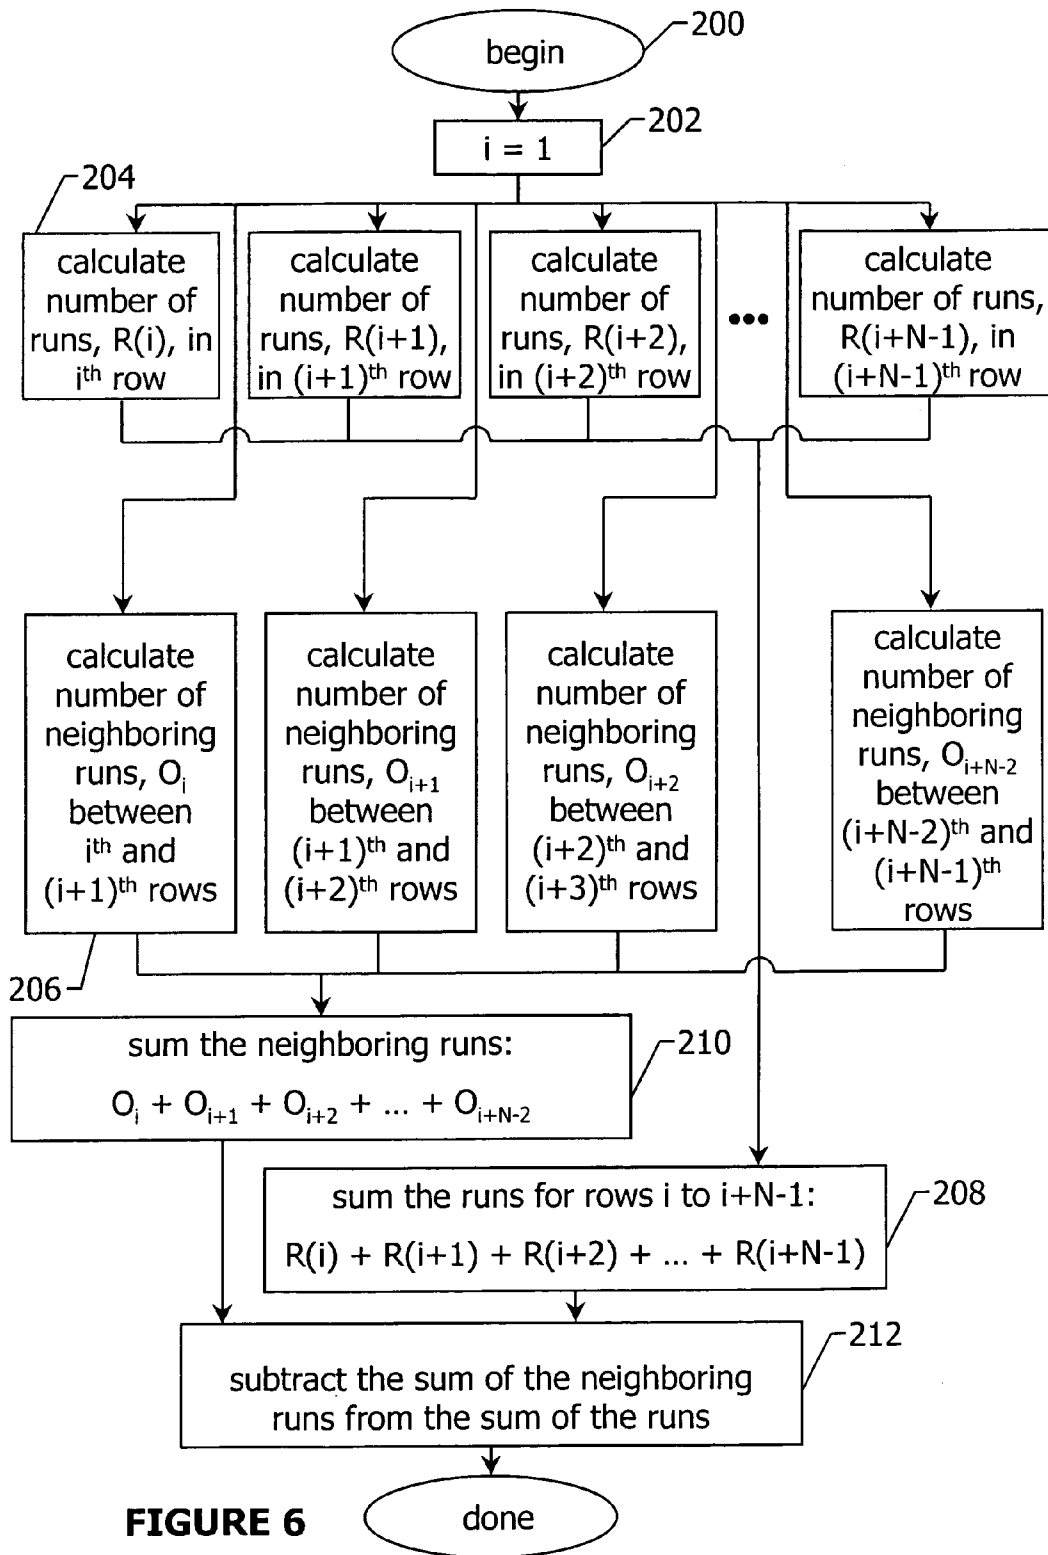 200
begin
202
i = 1
204
calculate
number of
runs, R(i), in
iᵗʰ row
calculate
number of
runs, R(i+1),
in (i+1)ᵗʰ row
calculate
number of
runs, R(i+2),
in (i+2)ᵗʰ row
•••
calculate
number of runs,
R(i+N-1), in
(i+N-1)ᵗʰ row
calculate
number of
neighboring
runs, Oᵢ
between
iᵗʰ and
(i+1)ᵗʰ rows
calculate
number of
neighboring
runs, Oᵢ₊₁
between
(i+1)ᵗʰ and
(i+2)ᵗʰ rows
calculate
number of
neighboring
runs, Oᵢ₊₂
between
(i+2)ᵗʰ and
(i+3)ᵗʰ rows
calculate
number of
neighboring
runs, O_{i+N-2}
between
(i+N-2)ᵗʰ and
(i+N-1)ᵗʰ
rows
206
sum the neighboring runs:
Oᵢ + Oᵢ₊₁ + Oᵢ₊₂ + ... + O_{i+N-2}
210
sum the runs for rows i to i+N-1:
R(i) + R(i+1) + R(i+2) + ... + R(i+N-1)
208
212
subtract the sum of the neighboring
runs from the sum of the runs
done
FIGURE 6